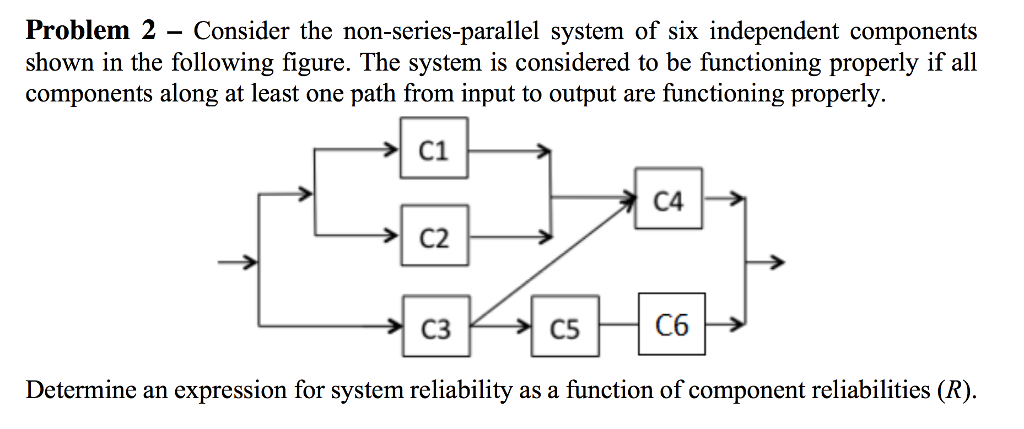 Problem 2 – Consider the non-series-parallel system of six independent components
shown in the following figure. The system is considered to be functioning properly if all
components along at least one path from input to output are functioning properly.
C1
C4
C2
C3
C5
C6
Determine an expression for system reliability as a function of component reliabilities (R).